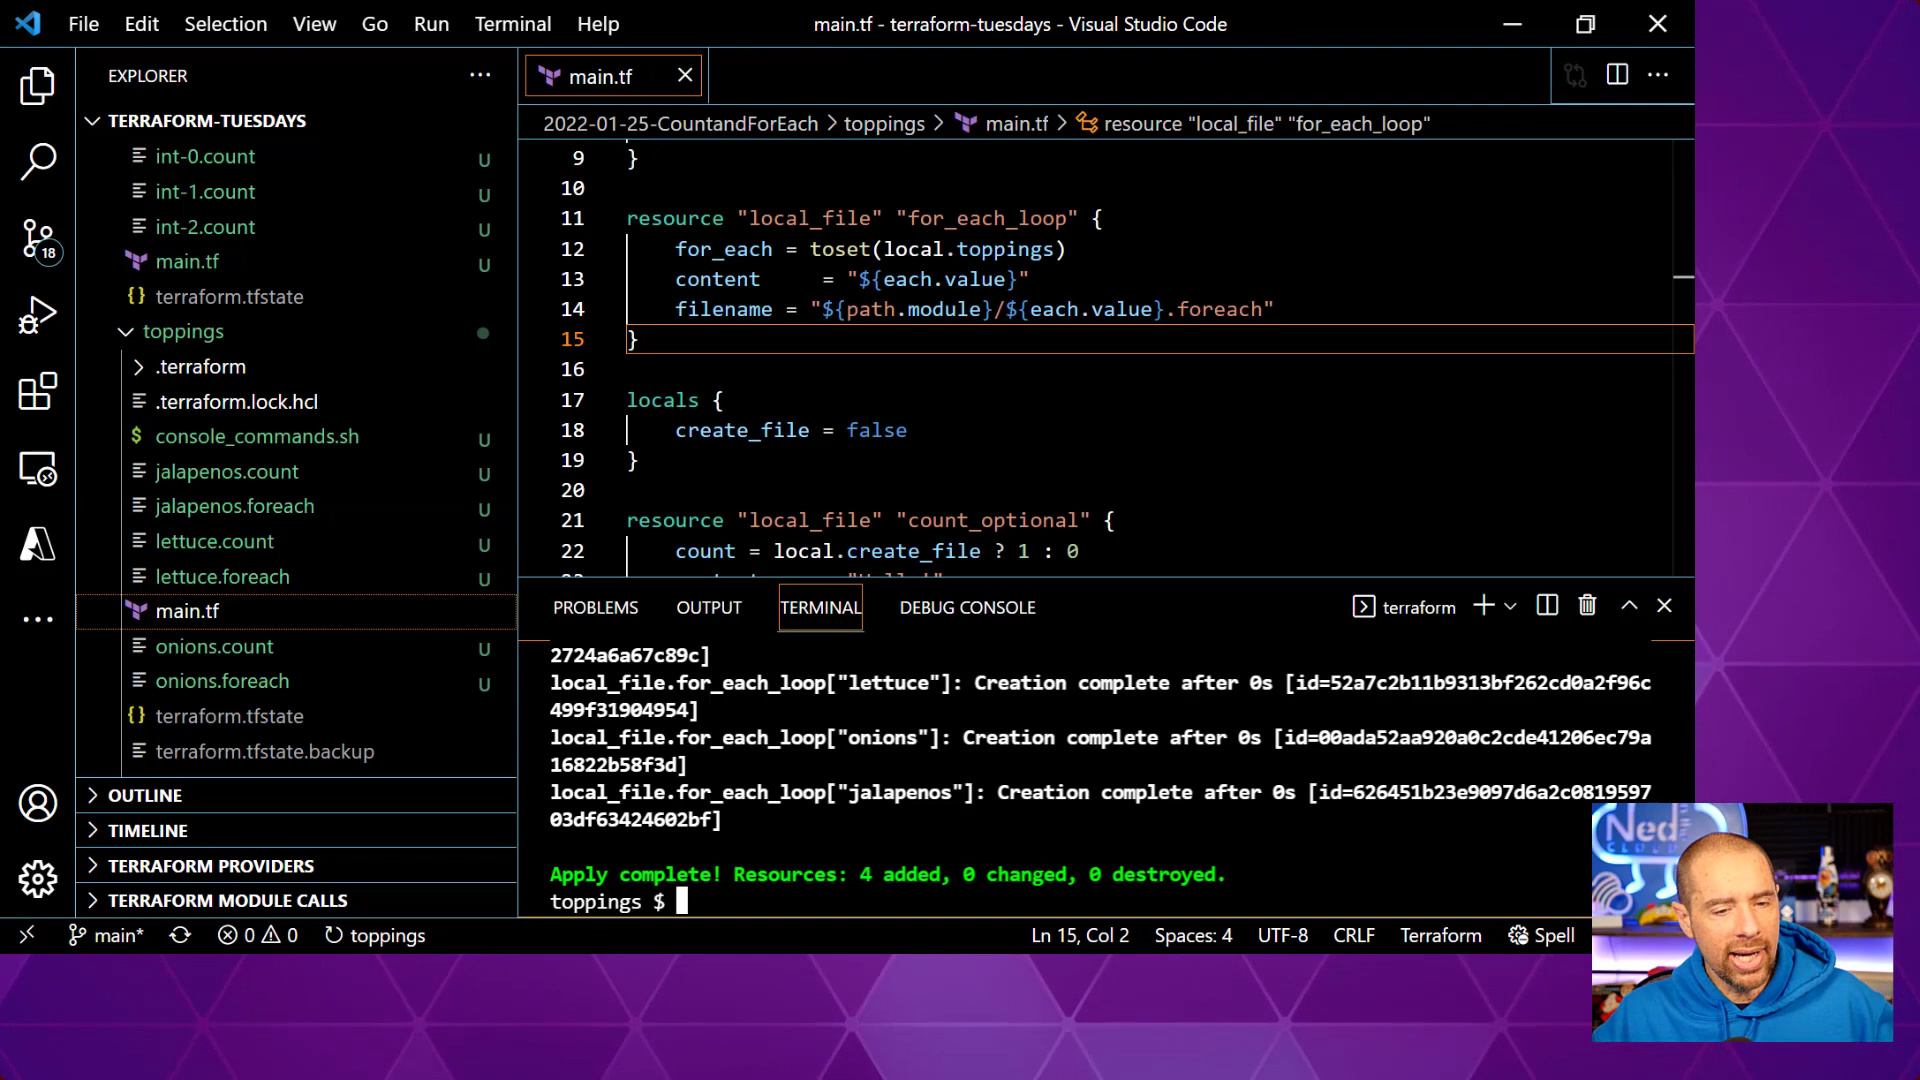 File Edit Selection View Go Run Terminal Help
main.tf - terraform-tuesdays - Visual Studio Code
EXPLORER
TERRAFORM-TUESDAYS
int-0.count U
int-1.count U
int-2.count U
main.tf U
{} terraform.tfstate
toppings
.terraform
.terraform.lock.hcl
$ console_commands.sh U
jalapenos.count U
jalapenos.foreach U
lettuce.count U
lettuce.foreach U
main.tf
onions.count U
onions.foreach U
{} terraform.tfstate
terraform.tfstate.backup
OUTLINE
TIMELINE
TERRAFORM PROVIDERS
TERRAFORM MODULE CALLS
18
main.tf
2022-01-25-CountandForEach > toppings > main.tf > resource "local_file" "for_each_loop"
9 }
10
11 resource "local_file" "for_each_loop" {
12 for_each = toset(local.toppings)
13 content = "${each.value}"
14 filename = "${path.module}/${each.value}.foreach"
15 }
16
17 locals {
18 create_file = false
19 }
20
21 resource "local_file" "count_optional" {
22 count = local.create_file ? 1 : 0
PROBLEMS OUTPUT TERMINAL DEBUG CONSOLE
terraform
2724a6a67c89c]
local_file.for_each_loop["lettuce"]: Creation complete after 0s [id=52a7c2b11b9313bf262cd0a2f96c
499f31904954]
local_file.for_each_loop["onions"]: Creation complete after 0s [id=00ada52aa920a0c2cde41206ec79a
16822b58f3d]
local_file.for_each_loop["jalapenos"]: Creation complete after 0s [id=626451b23e9097d6a2c0819597
03df63424602bf]
Apply complete! Resources: 4 added, 0 changed, 0 destroyed.
toppings $
main* 0 0 toppings
Ln 15, Col 2 Spaces: 4 UTF-8 CRLF Terraform Spell
Ned